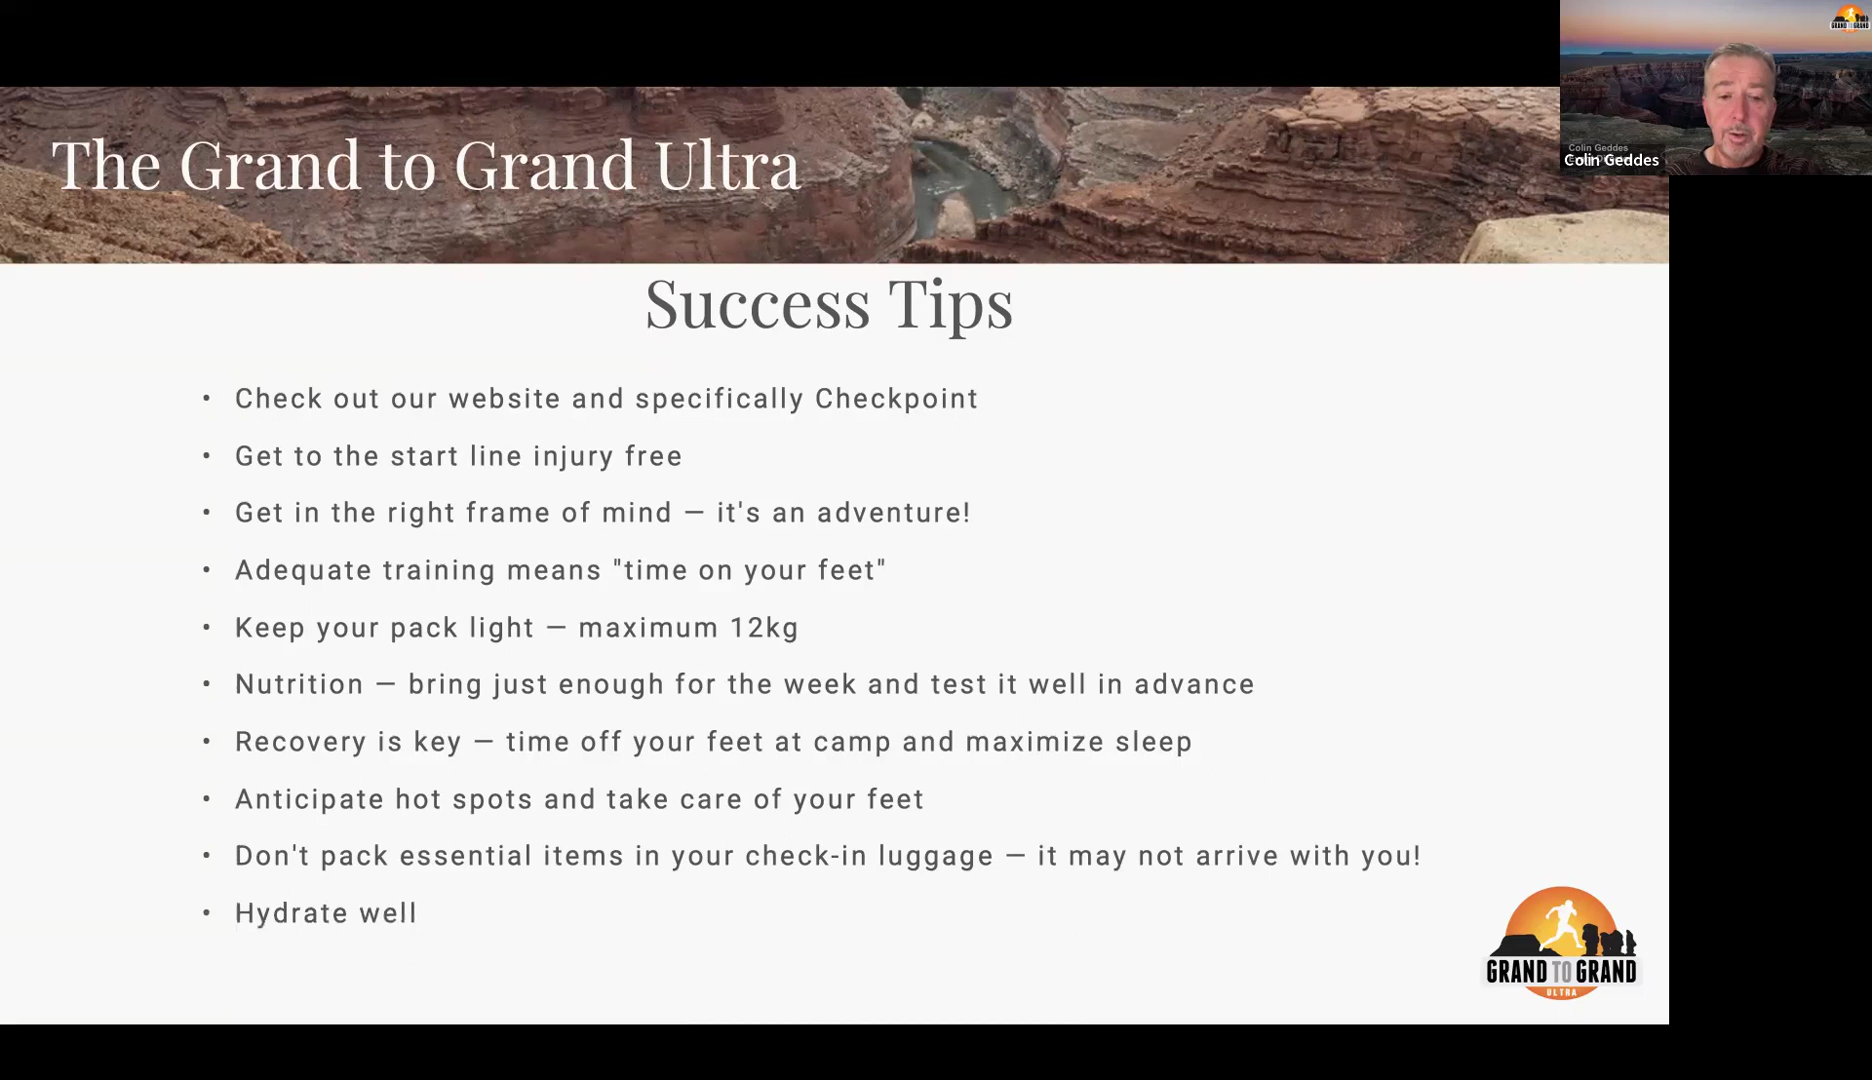 The Grand to Grand Ultra
GRAND TO GRAND
Colin Geddes
Colin Geddes
Success Tips
• Check out our website and specifically Checkpoint
• Get to the start line injury free
• Get in the right frame of mind — it's an adventure!
• Adequate training means "time on your feet"
• Keep your pack light — maximum 12kg
• Nutrition — bring just enough for the week and test it well in advance
• Recovery is key — time off your feet at camp and maximize sleep
• Anticipate hot spots and take care of your feet
• Don't pack essential items in your check-in luggage — it may not arrive with you!
• Hydrate well
GRAND TO GRAND
ULTRA